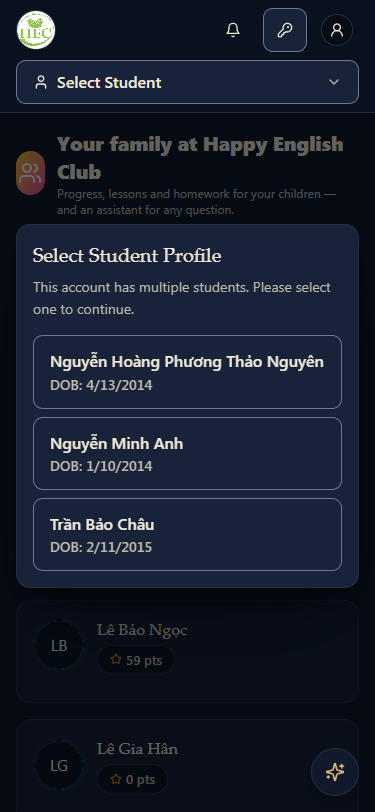 HEC
Select Student
Your family at Happy English
Club
Progress, lessons and homework for your children —
and an assistant for any question.
Select Student Profile
This account has multiple students. Please select
one to continue.
Nguyễn Hoàng Phương Thảo Nguyên
DOB: 4/13/2014
Nguyễn Minh Anh
DOB: 1/10/2014
Trần Bảo Châu
DOB: 2/11/2015
LB
Lê Bảo Ngọc
59 pts
LG
Lê Gia Hân
0 pts